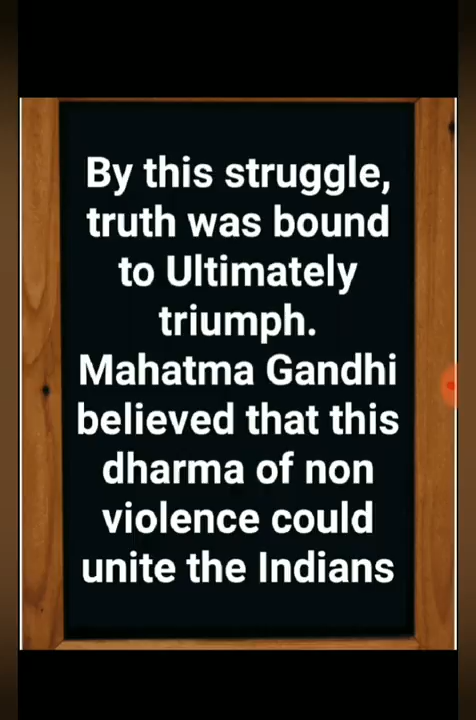 By this struggle,
truth was bound
to Ultimately
triumph.
Mahatma Gandhi
believed that this
dharma of non
violence could
unite the Indians